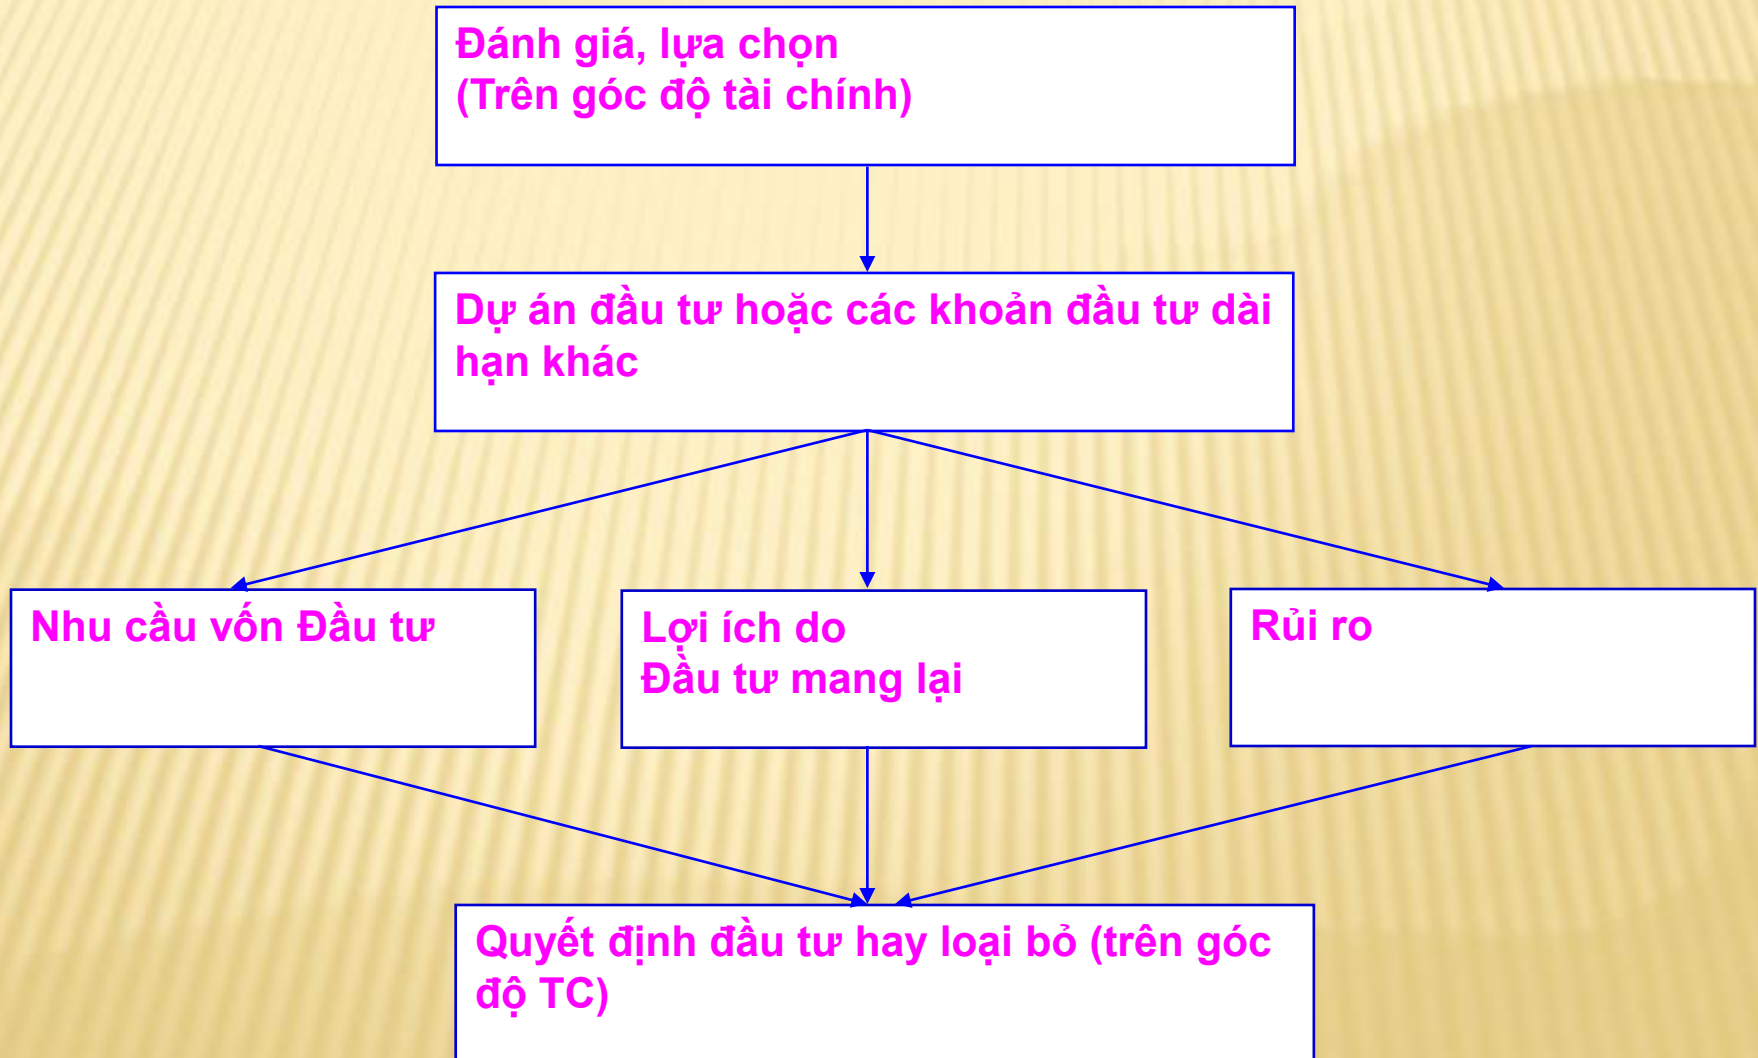 Đánh giá, lựa chọn
(Trên góc độ tài chính)
Dự án đầu tư hoặc các khoản đầu tư dài
hạn khác
Nhu cầu vốn Đầu tư
Lợi ích do
Đầu tư mang lại
Rủi ro
Quyết định đầu tư hay loại bỏ (trên góc
độ TC)